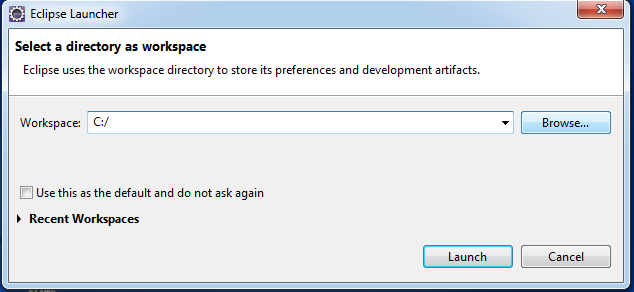 Eclipse Launcher
Select a directory as workspace
Eclipse uses the workspace directory to store its preferences and development artifacts.
Workspace: C:/ Browse...
Use this as the default and do not ask again
Recent Workspaces
Launch Cancel